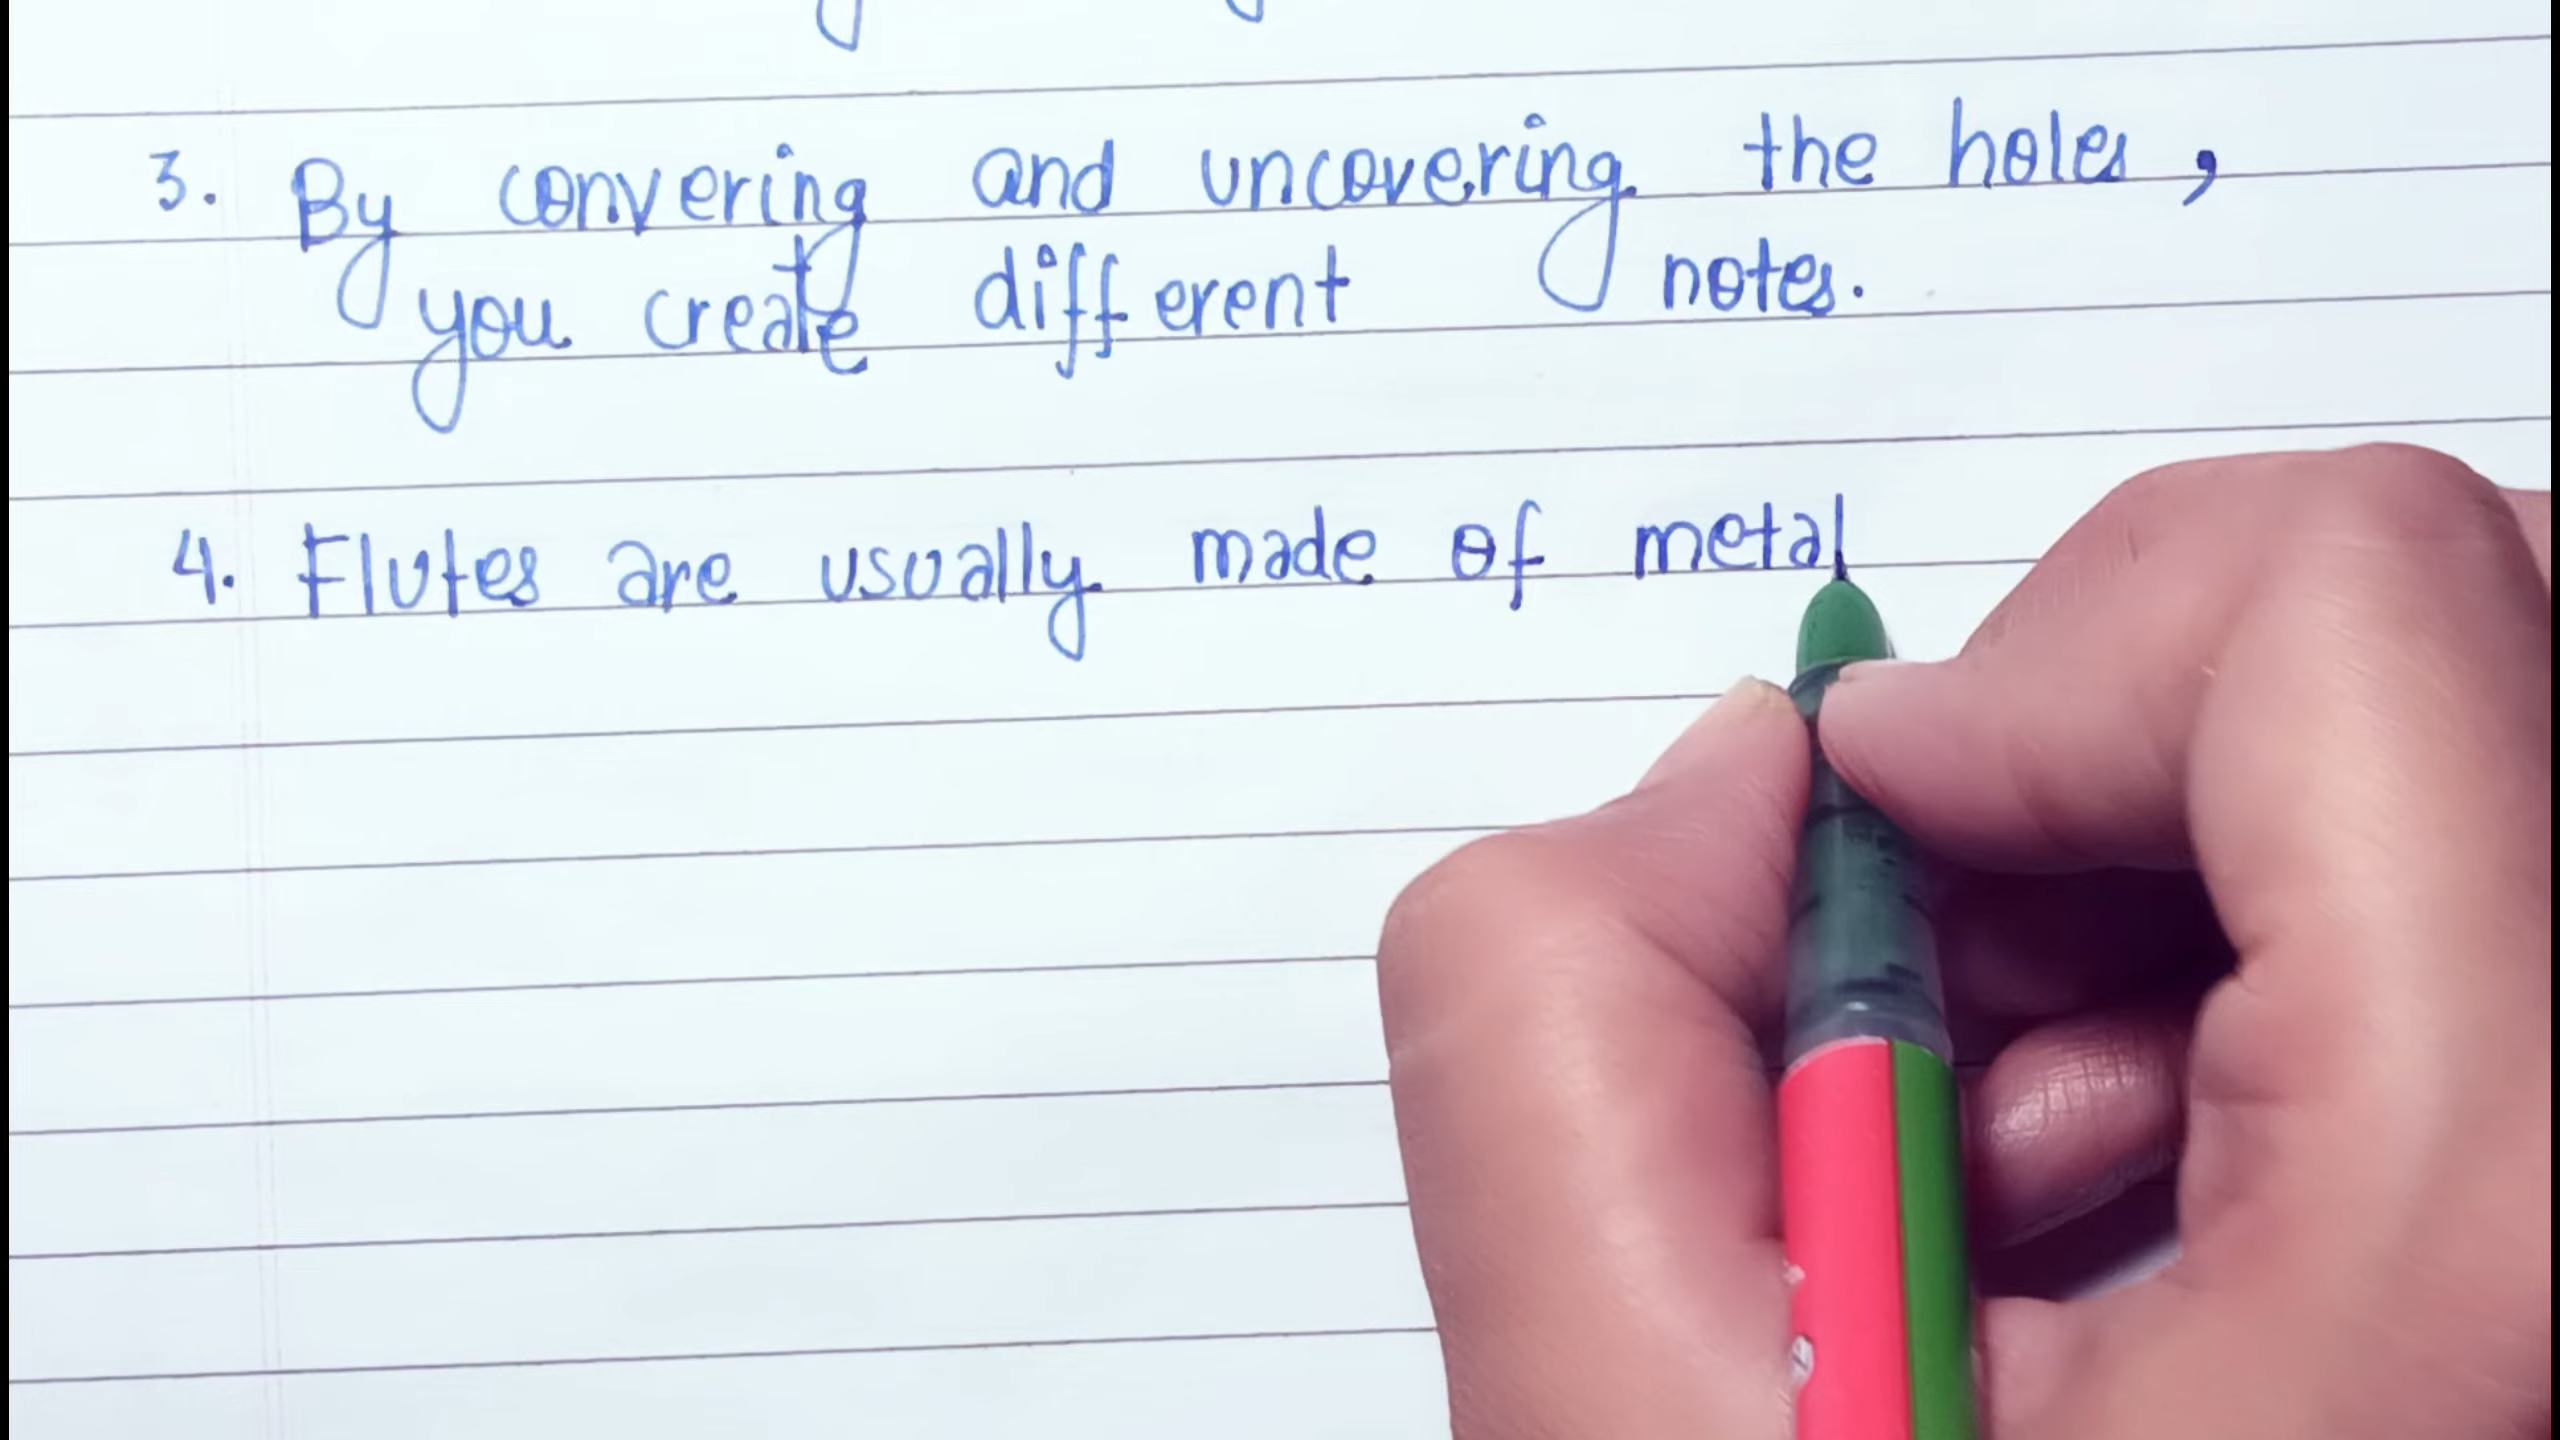 3. By convering and uncovering the holes,
you create different notes.
4. Flutes are usually made of metal